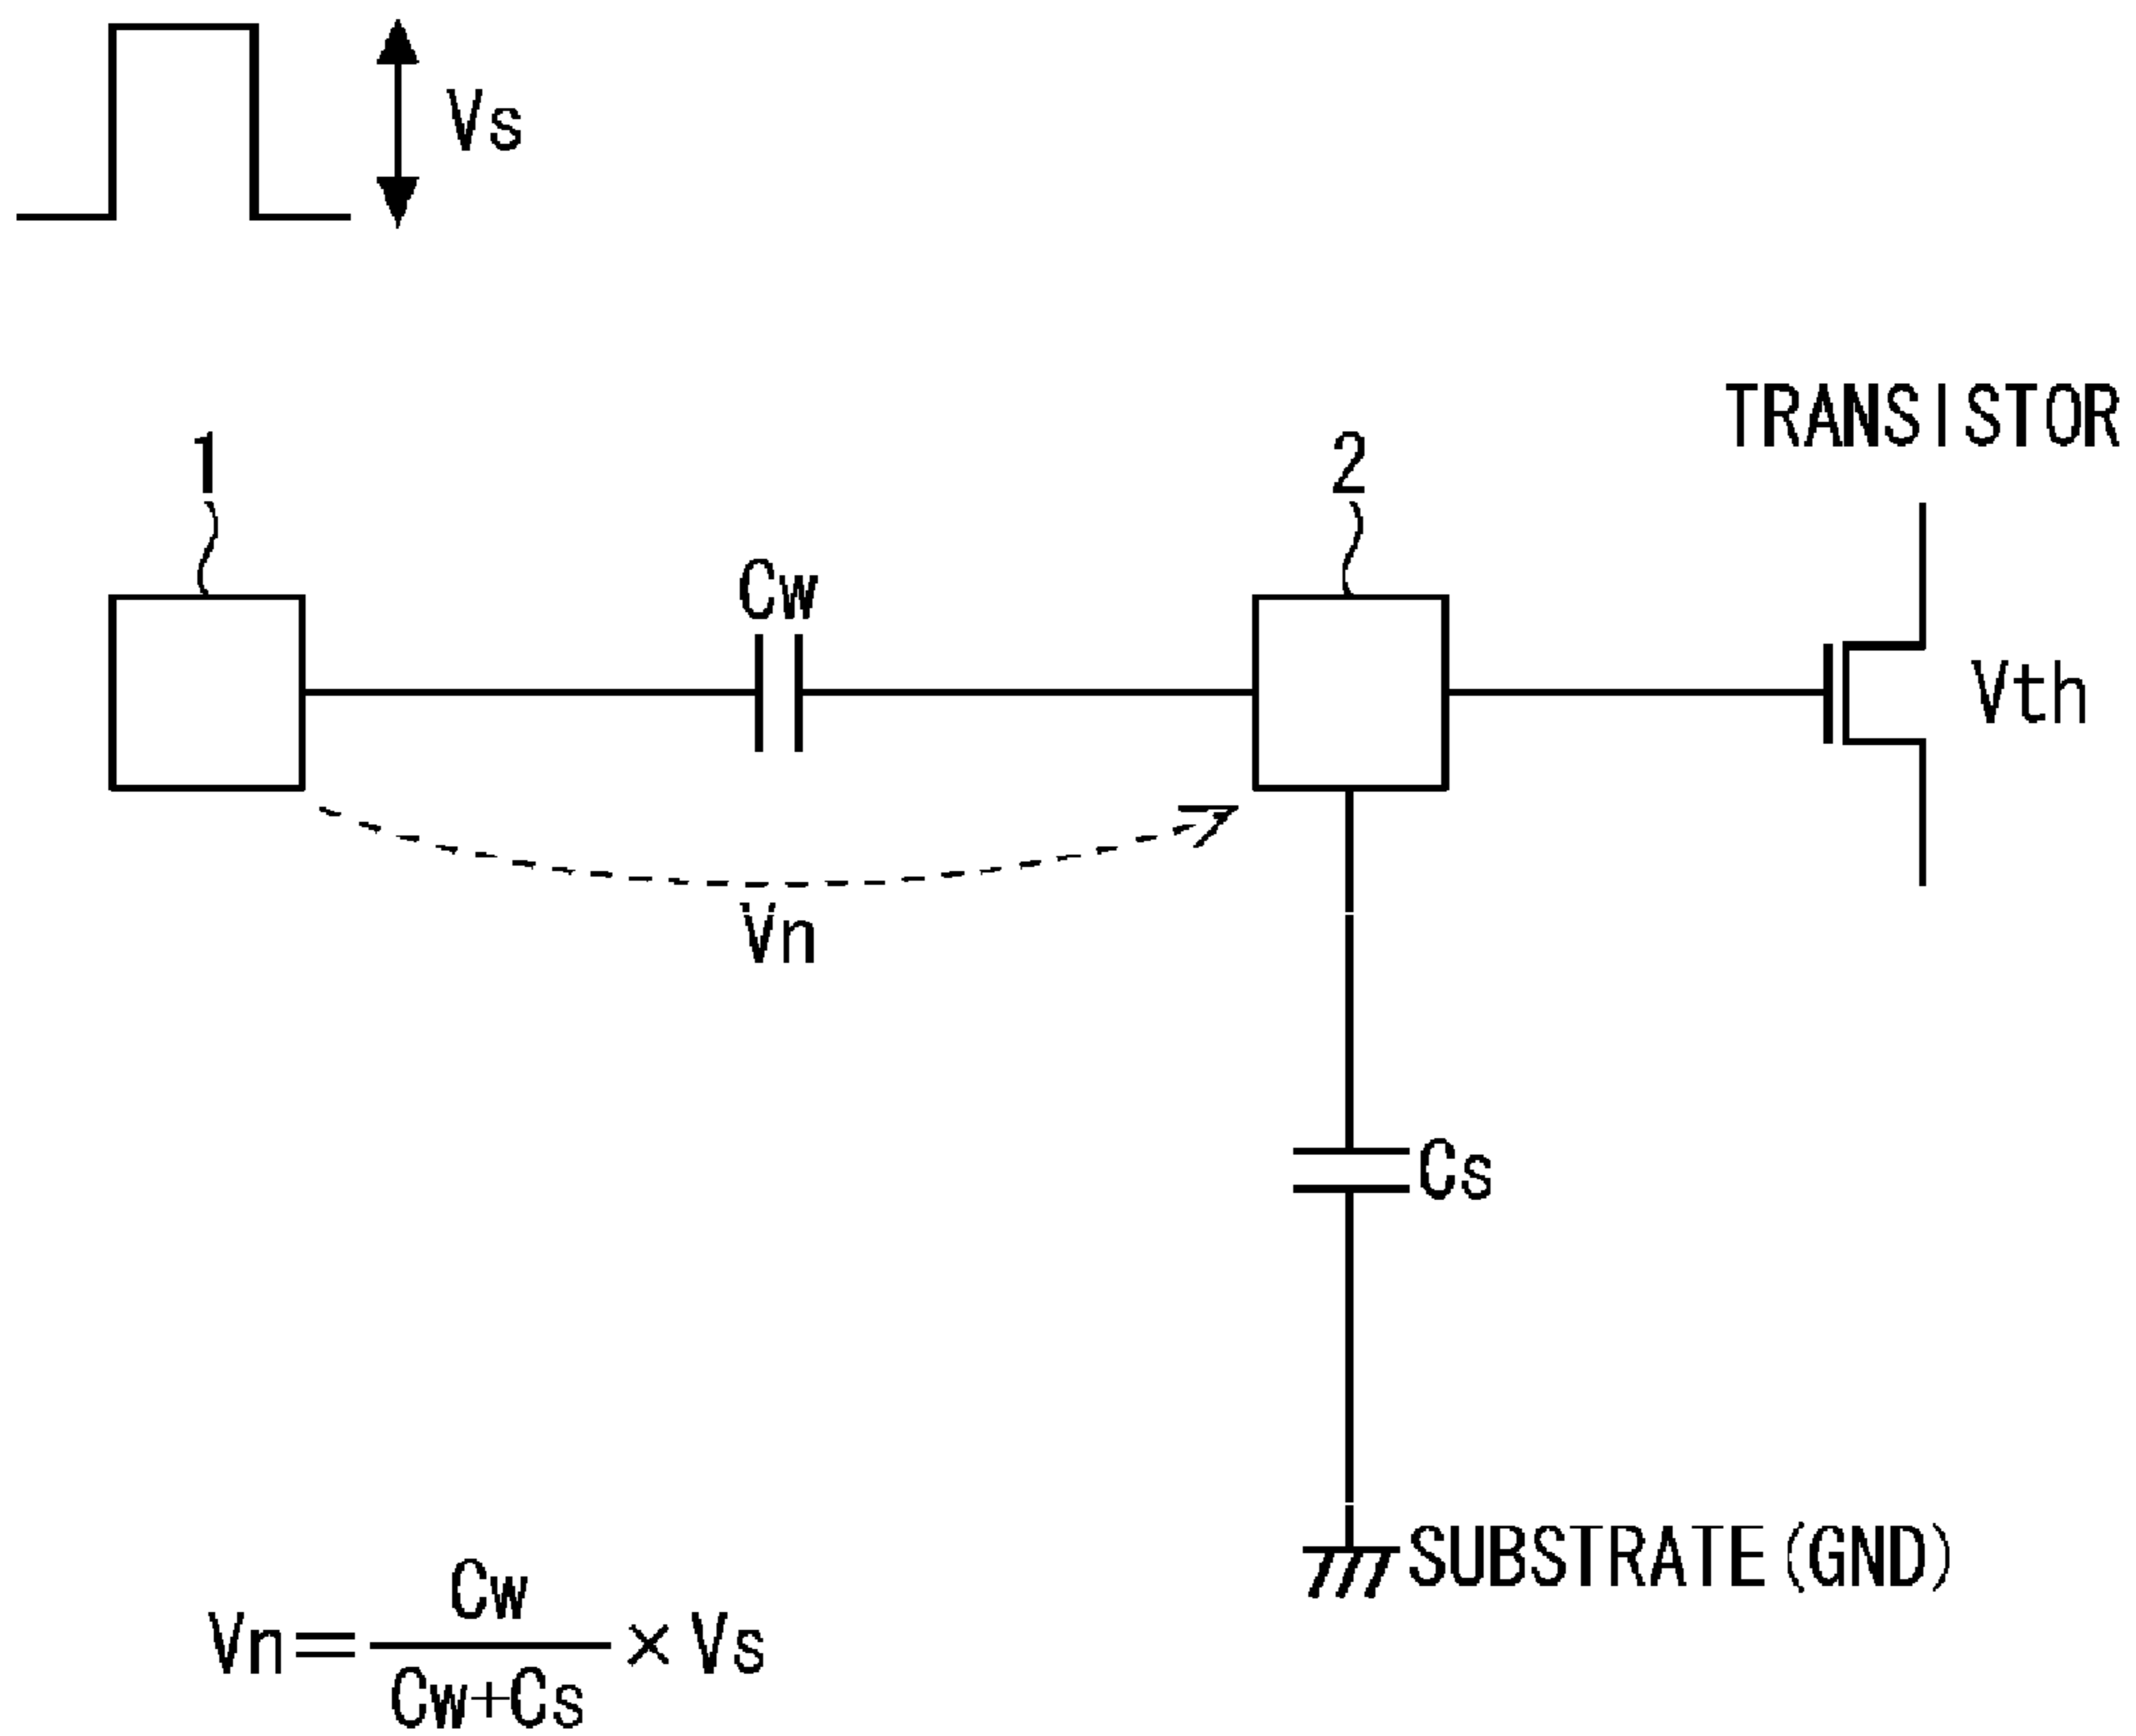 Vs
TRANSISTOR
1
2
Cw
Vth
Vn
Cs
SUBSTRATE(GND)
Vn=Cw/Cw+Cs×Vs